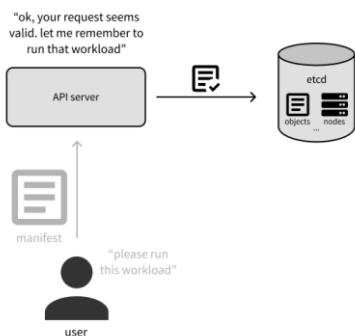 “ok, your request seems
valid. let me remember to
run that workload”
API server
etcd
objects
nodes
...
manifest
“please run
this workload”
user